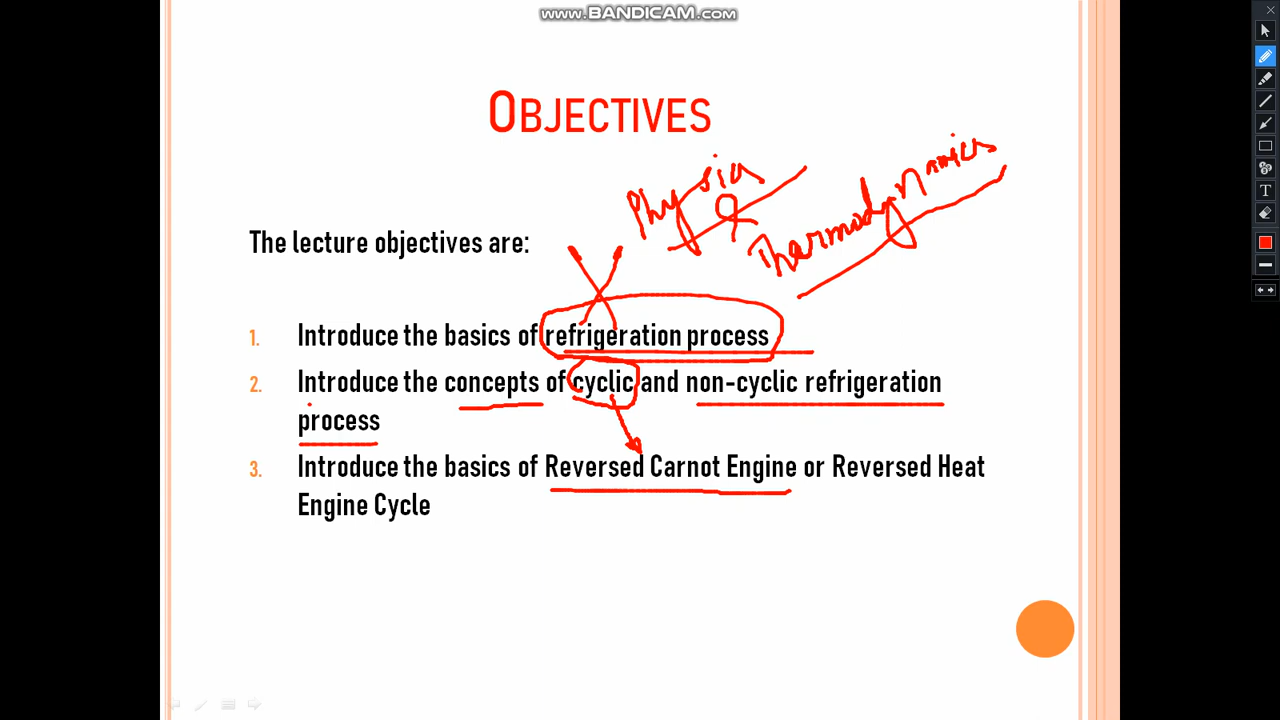 www.BANDICAM.com
OBJECTIVES
Physics
&
Thermodynamics
The lecture objectives are:
1. Introduce the basics of refrigeration process
2. Introduce the concepts of cyclic and non-cyclic refrigeration
process
3. Introduce the basics of Reversed Carnot Engine or Reversed Heat
Engine Cycle